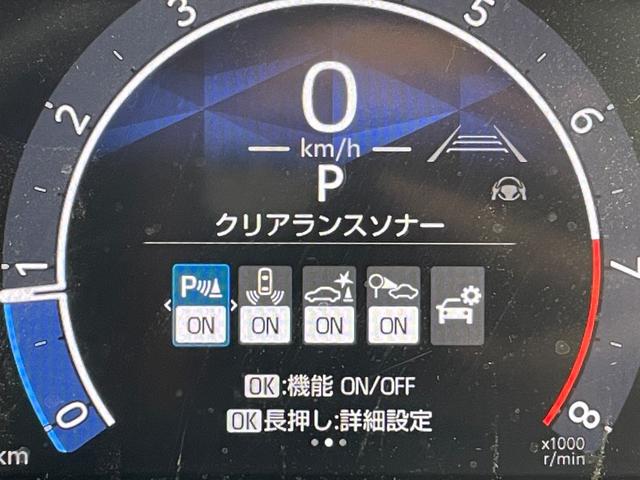 3
5
2
0
6
km/h
P
クリアランスソナー
1
7
P
ON
ON
ON
ON
OK:機能 ON/OFF
OK長押し:詳細設定
0
8
km
x1000
r/min